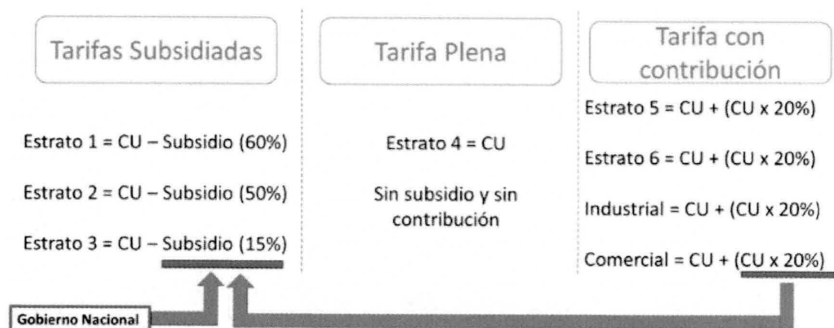 Tarifas Subsidiadas
Estrato 1 = CU – Subsidio (60%)
Estrato 2 = CU – Subsidio (50%)
Estrato 3 = CU – Subsidio (15%)
Gobierno Nacional
Tarifa Plena
Estrato 4 = CU
Sin subsidio y sin
contribución
Tarifa con
contribución
Estrato 5 = CU + (CU x 20%)
Estrato 6 = CU + (CU x 20%)
Industrial = CU + (CU x 20%)
Comercial = CU + (CU x 20%)